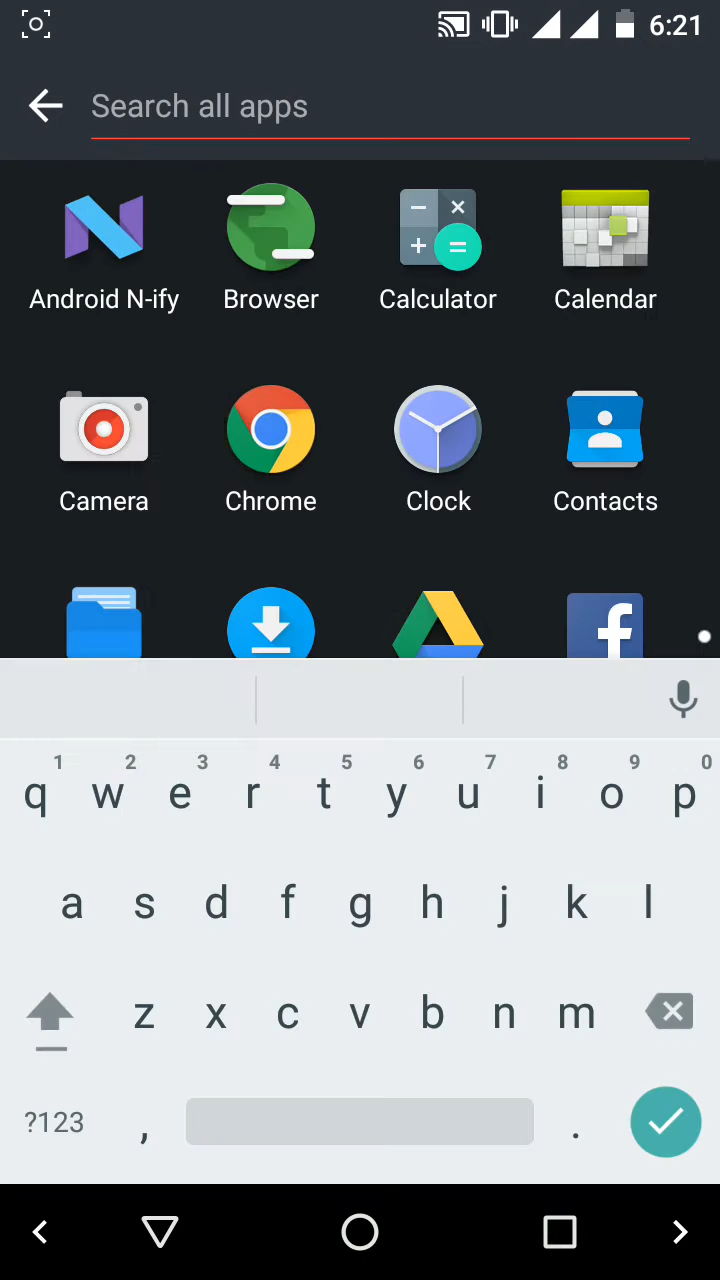 6:21
Search all apps
Android N-ify Browser Calculator Calendar
Camera Chrome Clock Contacts
1 2 3 4 5 6 7 8 9 0
q w e r t y u i o p
a s d f g h j k l
z x c v b n m
?123 , .